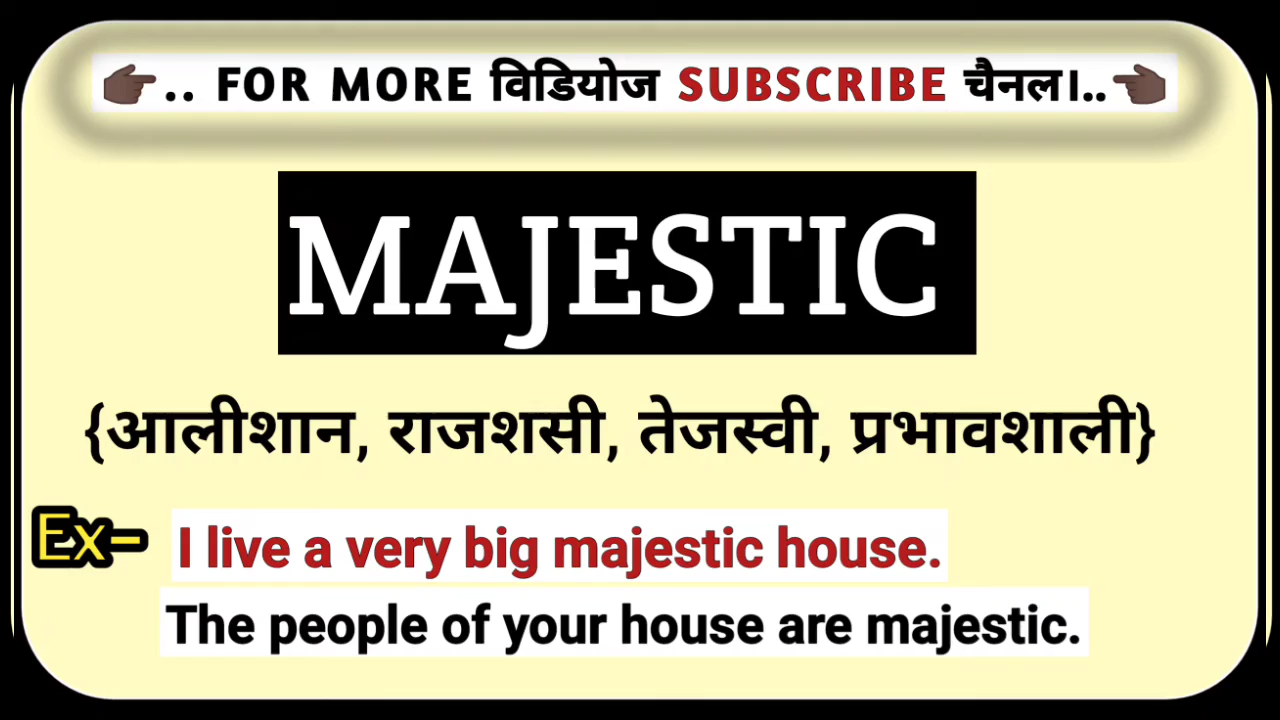 👉🏿.. FOR MORE विडियोज SUBSCRIBE चैनल।..👈🏿
MAJESTIC
{आलीशान, राजशसी, तेजस्वी, प्रभावशाली}
Ex- I live a very big majestic house.
The people of your house are majestic.